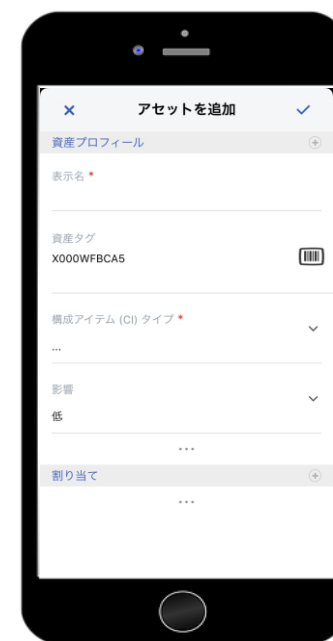 アセットを追加
資産プロフィール
表示名 *
資産タグ
X000WFBCA5
構成アイテム (CI) タイプ *
...
影響
低
...
割り当て
...